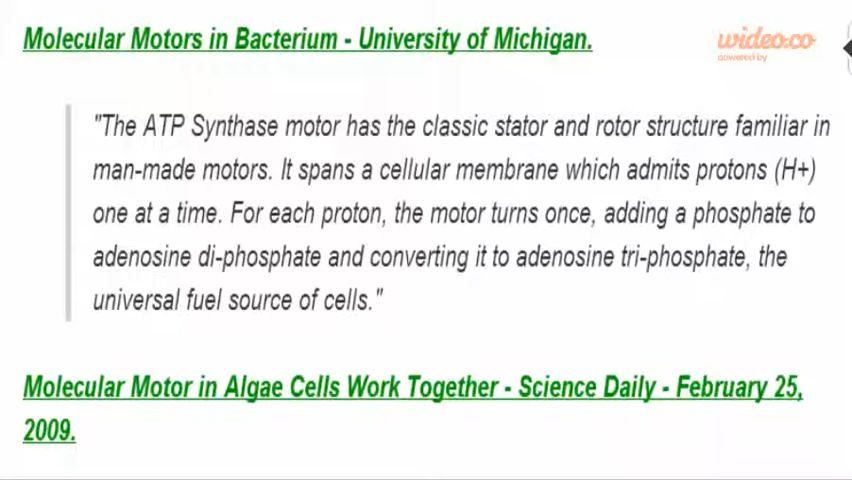 Molecular Motors in Bacterium - University of Michigan.
wideo.co
powered by
"The ATP Synthase motor has the classic stator and rotor structure familiar in
man-made motors. It spans a cellular membrane which admits protons (H+)
one at a time. For each proton, the motor turns once, adding a phosphate to
adenosine di-phosphate and converting it to adenosine tri-phosphate, the
universal fuel source of cells."
Molecular Motor in Algae Cells Work Together - Science Daily - February 25,
2009.